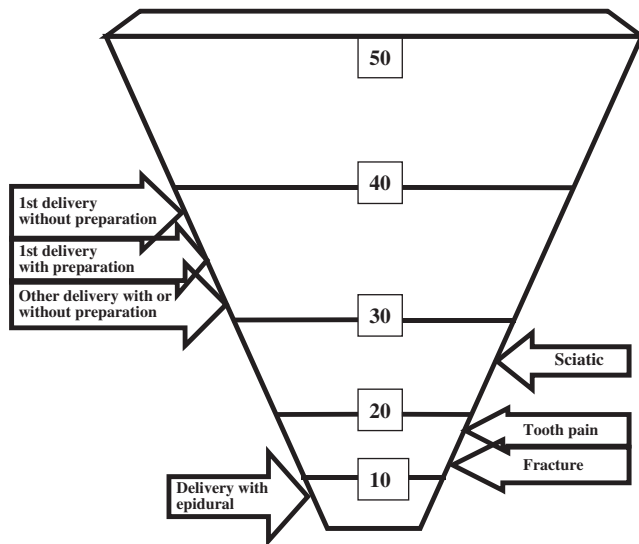 50
40
1st delivery
without preparation
1st delivery
with preparation
Other delivery with or
without preparation
30
Sciatic
20
Tooth pain
Fracture
10
Delivery with
epidural